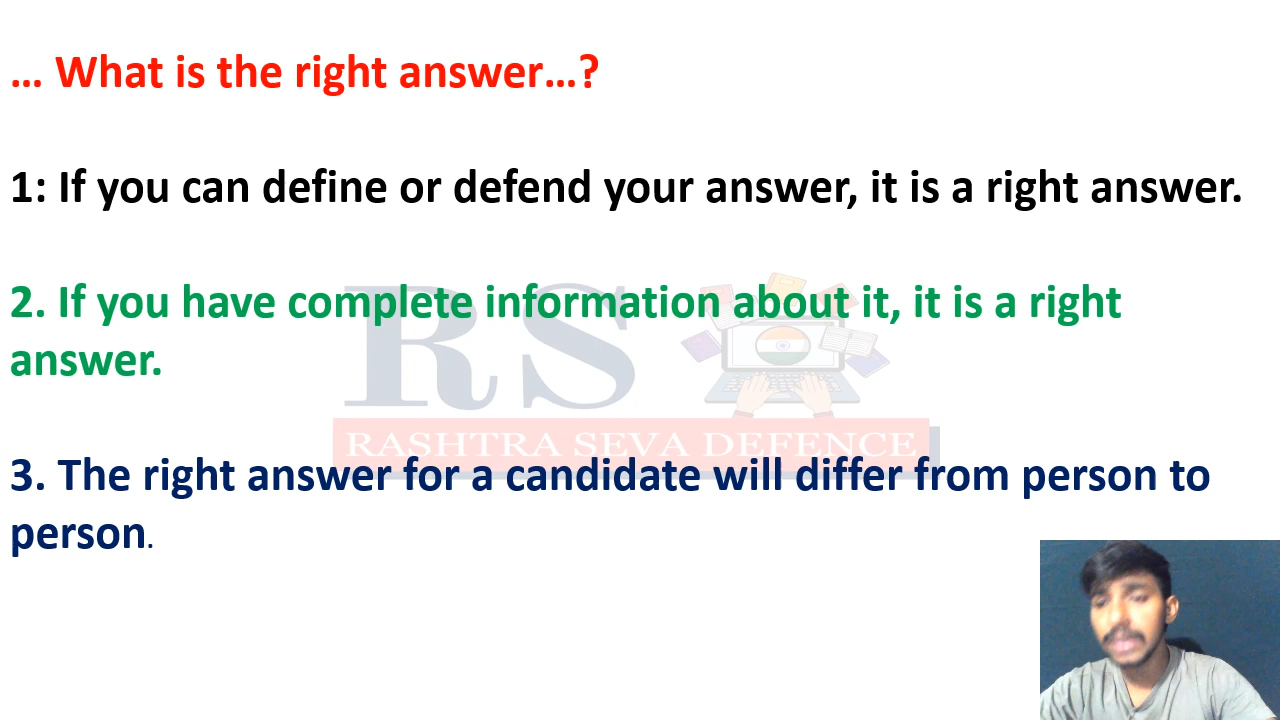 ... What is the right answer...?
1: If you can define or defend your answer, it is a right answer.
2. If you have complete information about it, it is a right
answer.
RS
RASHTRA SEVA DEFENCE
3. The right answer for a candidate will differ from person to
person.